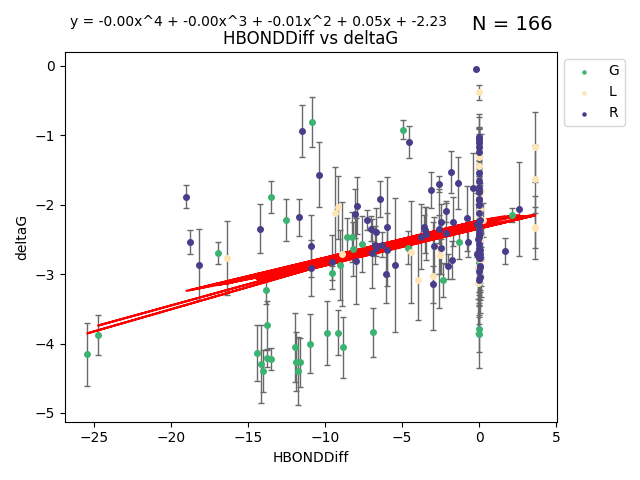 y = -0.00x^4 + -0.00x^3 + -0.01x^2 + 0.05x + -2.23
N = 166
HBONDDiff vs deltaG
G
L
R
deltaG
0
−1
−2
−3
−4
−5
−25 −20 −15 −10 −5 0 5
HBONDDiff